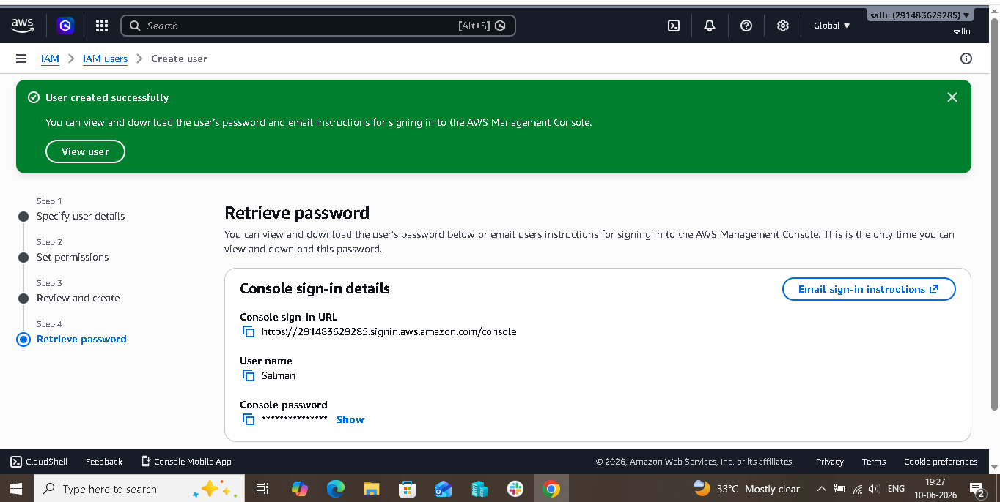 aws
Search
[Alt+S]
Global ▼
sallu (291483629285) ▼
sallu
IAM
IAM users
Create user
User created successfully
You can view and download the user's password and email instructions for signing in to the AWS Management Console.
View user
Step 1
Specify user details
Step 2
Set permissions
Step 3
Review and create
Step 4
Retrieve password
Retrieve password
You can view and download the user's password below or email users instructions for signing in to the AWS Management Console. This is the only time you can
view and download this password.
Console sign-in details
Email sign-in instructions
Console sign-in URL
https://291483629285.signin.aws.amazon.com/console
User name
Salman
Console password
*************** Show
CloudShell
Feedback
Console Mobile App
© 2026, Amazon Web Services, Inc. or its affiliates.
Privacy
Terms
Cookie preferences
Type here to search
33°C Mostly clear
ENG
19:27
10-06-2026
2